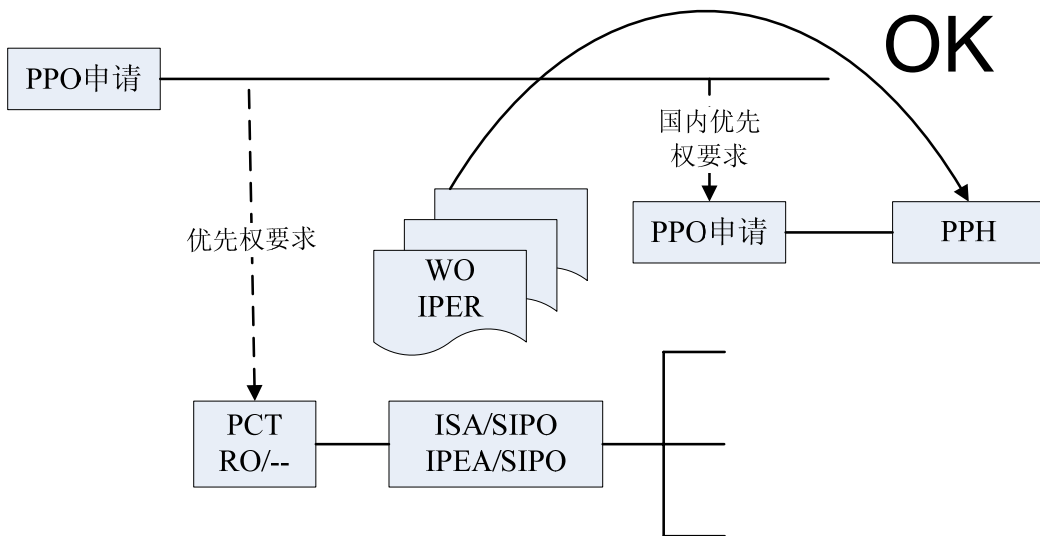 OK
PPO申请
国内优先
权要求
PPO申请
PPH
优先权要求
WO
IPER
PCT
RO/--
ISA/SIPO
IPEA/SIPO